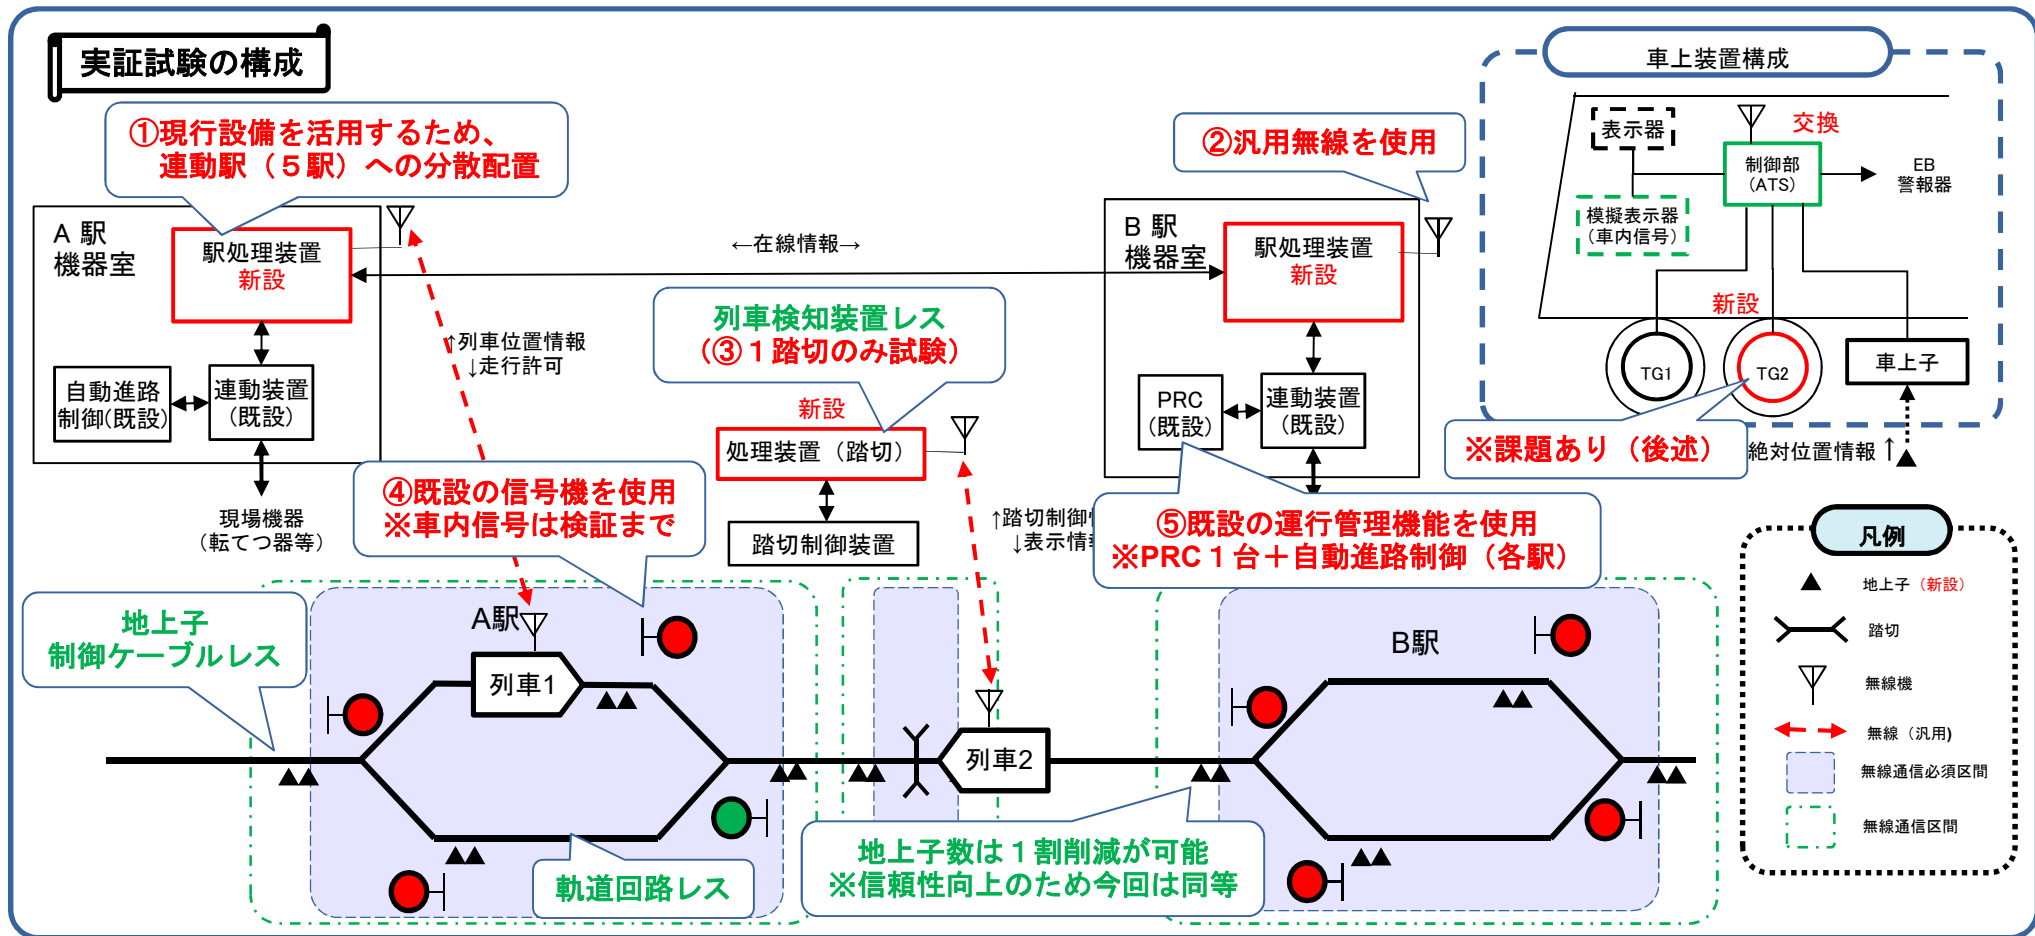 実証試験の構成
①現行設備を活用するため、
連動駅（５駅）への分散配置
②汎用無線を使用
A 駅
機器室
駅処理装置
新設
自動進路
制御(既設)
連動装置
(既設)
現場機器
（転てつ器等）
←在線情報→
↑列車位置情報
↓走行許可
列車検知装置レス
（③１踏切のみ試験）
新設
処理装置（踏切）
踏切制御装置
④既設の信号機を使用
※車内信号は検証まで
↑踏切制御
↓表示情
B 駅
機器室
駅処理装置
新設
PRC
(既設)
連動装置
(既設)
⑤既設の運行管理機能を使用
※PRC１台＋自動進路制御（各駅）
車上装置構成
表示器
交換
制御部
(ATS)
EB
警報器
模擬表示器
（車内信号）
新設
TG1
TG2
車上子
※課題あり（後述）
絶対位置情報 ↑
凡例
地上子（新設）
踏切
無線機
無線（汎用)
無線通信必須区間
無線通信区間
地上子
制御ケーブルレス
A駅
列車1
列車2
B駅
軌道回路レス
地上子数は１割削減が可能
※信頼性向上のため今回は同等